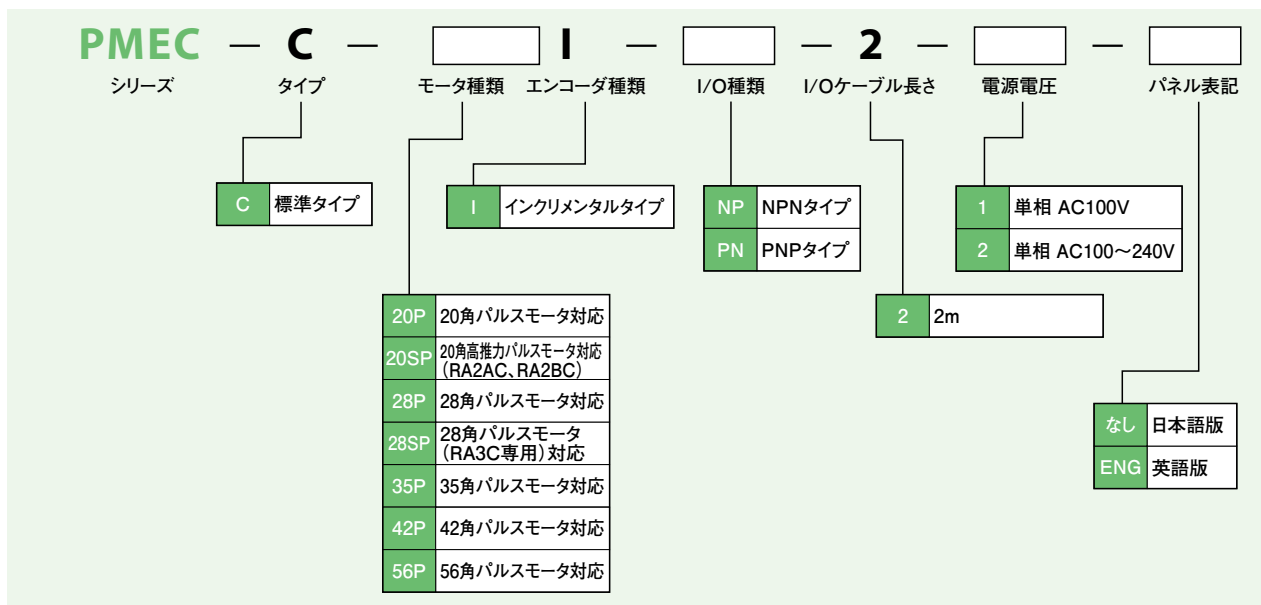 PMEC － C － I － － 2 － －
シリーズ タイプ モータ種類 エンコーダ種類 I/O種類 I/Oケーブル長さ 電源電圧 パネル表記
C 標準タイプ
I インクリメンタルタイプ
NP NPNタイプ
PN PNPタイプ
1 単相 AC100V
2 単相 AC100～240V
20P 20角パルスモータ対応
20SP 20角高推力パルスモータ対応
（RA2AC、RA2BC）
28P 28角パルスモータ対応
28SP 28角パルスモータ
（RA3C専用）対応
35P 35角パルスモータ対応
42P 42角パルスモータ対応
56P 56角パルスモータ対応
2 2m
なし 日本語版
ENG 英語版